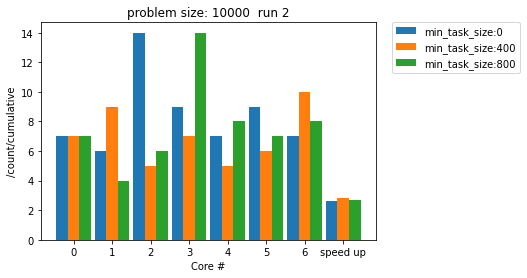 problem size: 10000  run 2
min_task_size:0
min_task_size:400
min_task_size:800
/count/cumulative
14
12
10
8
6
4
2
0
0 1 2 3 4 5 6 speed up
Core #